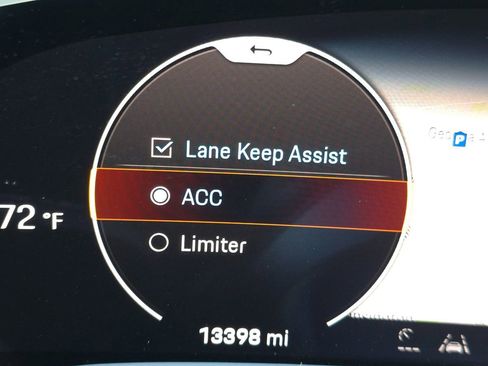 Lane Keep Assist
72 °F
ACC
Limiter
13398 mi